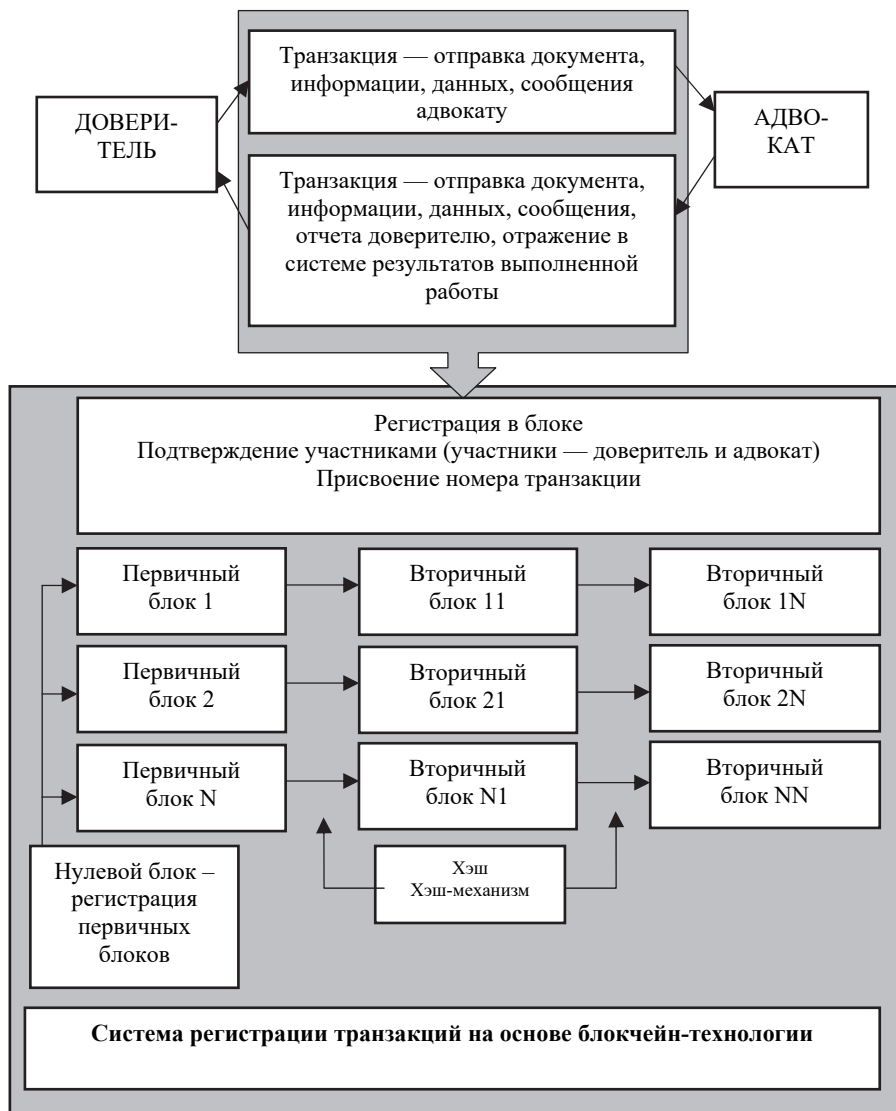 Транзакция — отправка документа,
информации, данных, сообщения
адвокату
ДОВЕРИ-
ТЕЛЬ
АДВО-
КАТ
Транзакция — отправка документа,
информации, данных, сообщения,
отчета доверителю, отражение в
системе результатов выполненной
работы
Регистрация в блоке
Подтверждение участниками (участники — доверитель и адвокат)
Присвоение номера транзакции
Первичный
блок 1
Вторичный
блок 11
Вторичный
блок 1N
Первичный
блок 2
Вторичный
блок 21
Вторичный
блок 2N
Первичный
блок N
Вторичный
блок N1
Вторичный
блок NN
Нулевой блок –
регистрация
первичных
блоков
Хэш
Хэш-механизм
Система регистрации транзакций на основе блокчейн-технологии